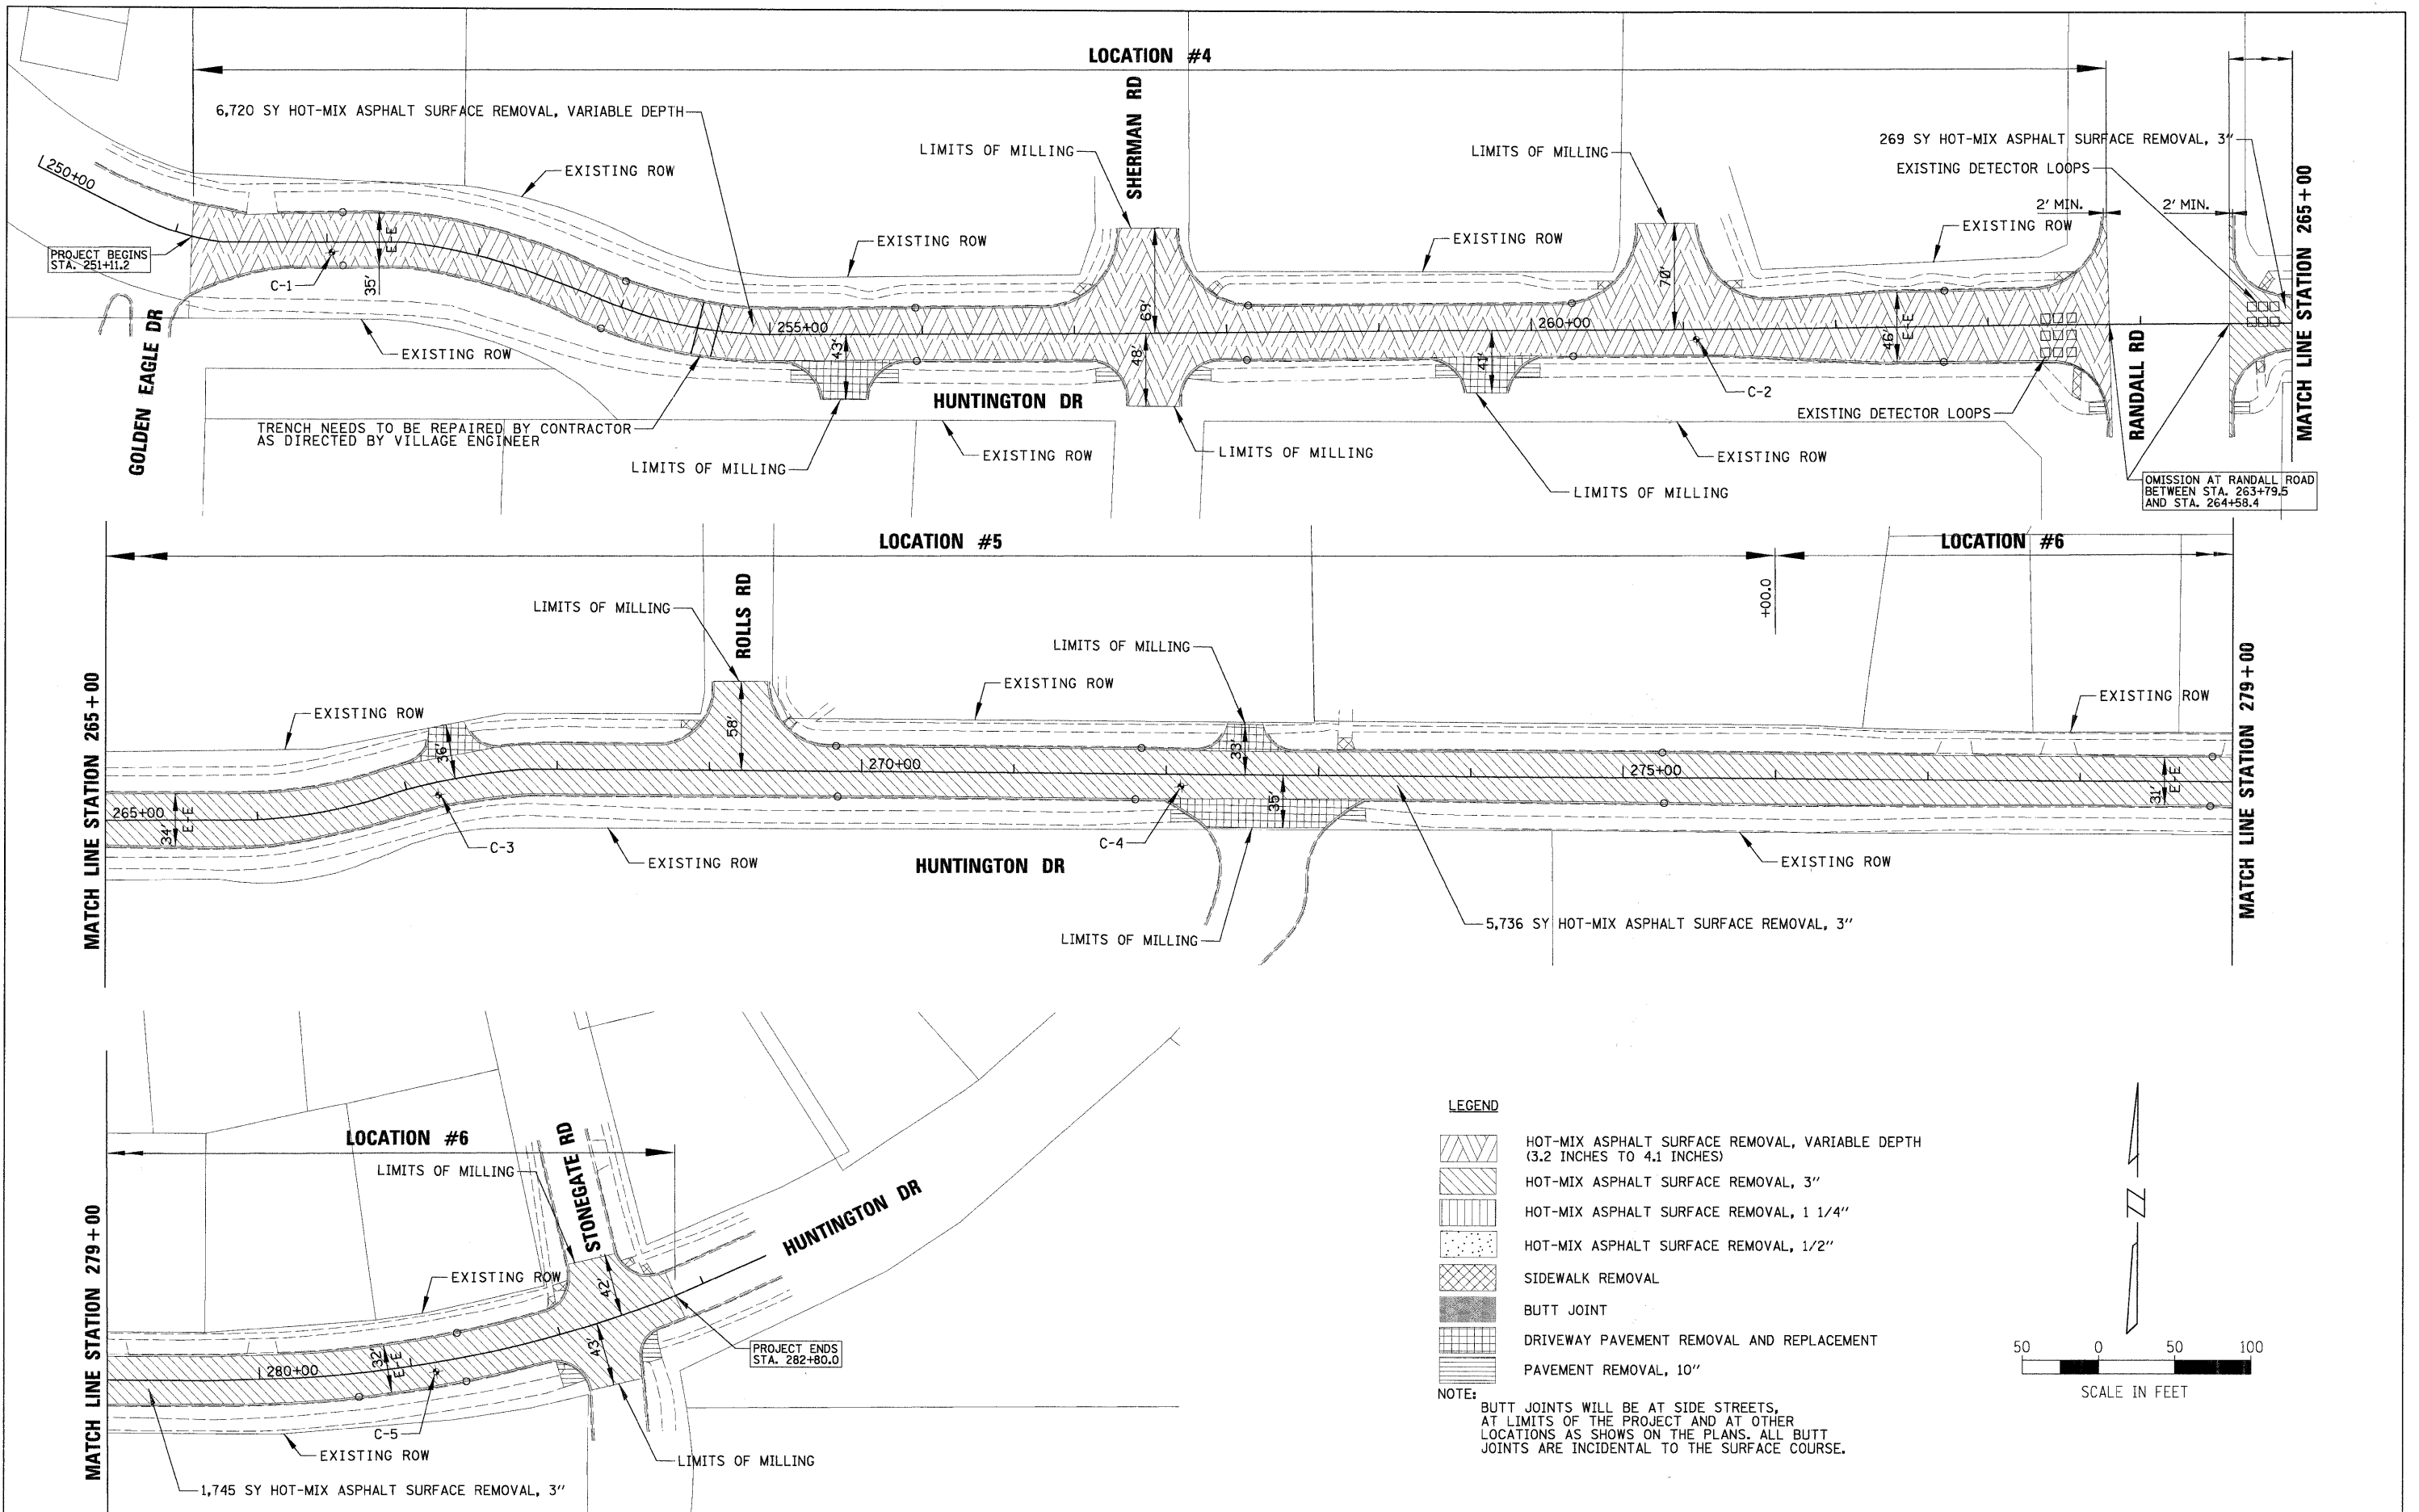 LOCATION #4
6,720 SY HOT-MIX ASPHALT SURFACE REMOVAL, VARIABLE DEPTH
SHERMAN RD
LIMITS OF MILLING
LIMITS OF MILLING
269 SY HOT-MIX ASPHALT SURFACE REMOVAL, 3"
EXISTING DETECTOR LOOPS
250+00
EXISTING ROW
2' MIN.
2' MIN.
MATCH LINE STATION 265+00
PROJECT BEGINS
STA. 251+11.2
E-E
35'
C-1
EXISTING ROW
EXISTING ROW
EXISTING ROW
GOLDEN EAGLE DR
EXISTING ROW
255+00
43'
69'
48'
260+00
41'
70'
46'
E-E
C-2
HUNTINGTON DR
EXISTING DETECTOR LOOPS
RANDALL RD
TRENCH NEEDS TO BE REPAIRED BY CONTRACTOR
AS DIRECTED BY VILLAGE ENGINEER
LIMITS OF MILLING
EXISTING ROW
LIMITS OF MILLING
EXISTING ROW
LIMITS OF MILLING
OMISSION AT RANDALL ROAD
BETWEEN STA. 263+79.5
AND STA. 264+58.4
LOCATION #5
LOCATION #6
+00.0
LIMITS OF MILLING
ROLLS RD
LIMITS OF MILLING
MATCH LINE STATION 265+00
EXISTING ROW
EXISTING ROW
EXISTING ROW
MATCH LINE STATION 279+00
36'
58'
33'
270+00
275+00
265+00
34'
E-E
35'
31'
E-E
C-3
C-4
EXISTING ROW
HUNTINGTON DR
EXISTING ROW
LIMITS OF MILLING
5,736 SY HOT-MIX ASPHALT SURFACE REMOVAL, 3"
LOCATION #6
LIMITS OF MILLING
STONEGATE RD
HUNTINGTON DR
MATCH LINE STATION 279+00
EXISTING ROW
42'
43'
280+00
32'
E-E
PROJECT ENDS
STA. 282+80.0
C-5
EXISTING ROW
LIMITS OF MILLING
1,745 SY HOT-MIX ASPHALT SURFACE REMOVAL, 3"
LEGEND
HOT-MIX ASPHALT SURFACE REMOVAL, VARIABLE DEPTH
(3.2 INCHES TO 4.1 INCHES)
HOT-MIX ASPHALT SURFACE REMOVAL, 3"
HOT-MIX ASPHALT SURFACE REMOVAL, 1 1/4"
HOT-MIX ASPHALT SURFACE REMOVAL, 1/2"
SIDEWALK REMOVAL
BUTT JOINT
DRIVEWAY PAVEMENT REMOVAL AND REPLACEMENT
PAVEMENT REMOVAL, 10"
NOTE:
BUTT JOINTS WILL BE AT SIDE STREETS,
AT LIMITS OF THE PROJECT AND AT OTHER
LOCATIONS AS SHOWS ON THE PLANS. ALL BUTT
JOINTS ARE INCIDENTAL TO THE SURFACE COURSE.
N
50 0 50 100
SCALE IN FEET